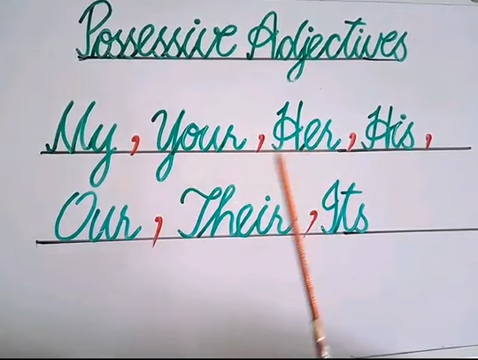 Possessive Adjectives
My, Your, Her, His,
Our, Their, Its